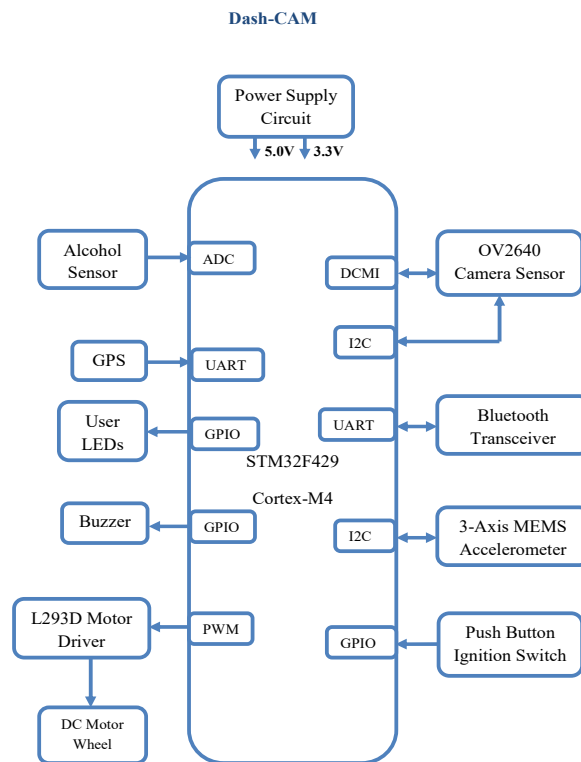 Dash-CAM
Power Supply
Circuit
5.0V
3.3V
Alcohol
Sensor
ADC
GPS
UART
User
LEDs
GPIO
Buzzer
GPIO
L293D Motor
Driver
PWM
DC Motor
Wheel
STM32F429
Cortex-M4
DCMI
OV2640
Camera Sensor
I2C
UART
Bluetooth
Transceiver
I2C
3-Axis MEMS
Accelerometer
GPIO
Push Button
Ignition Switch